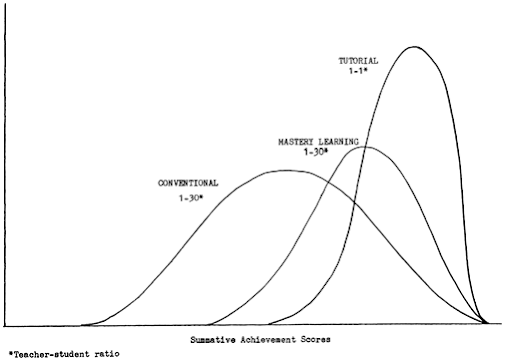 TUTORIAL
1-1*
MASTERY LEARNING
1-30*
CONVENTIONAL
1-30*
Summative Achievement Scores
*Teacher-student ratio